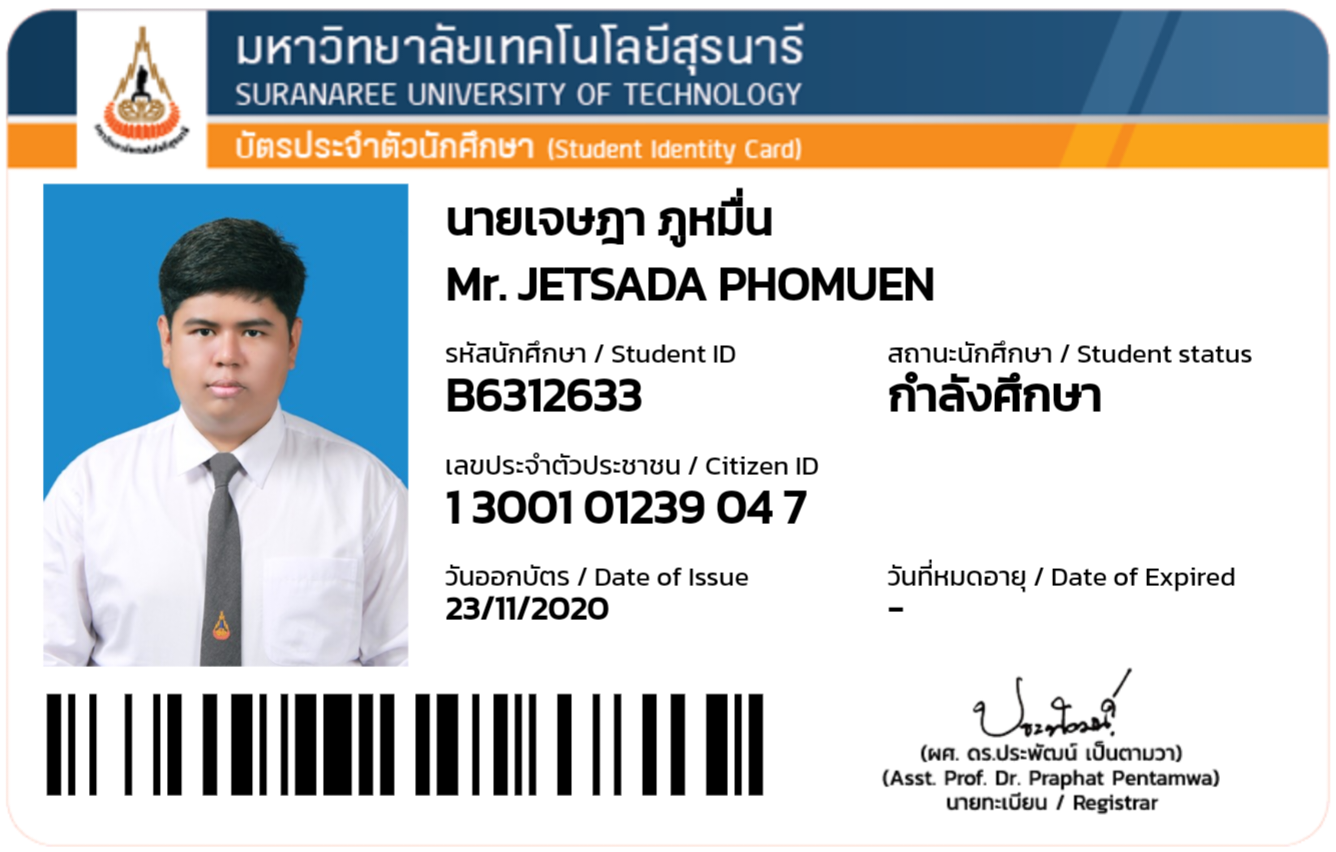 มหาวิทยาลัยเทคโนโลยีสุรนารี
SURANAREE UNIVERSITY OF TECHNOLOGY
บัตรประจำตัวนักศึกษา (Student Identity Card)
นายเจษฎา ภูหมื่น
Mr. JETSADA PHOMUEN
รหัสนักศึกษา / Student ID
B6312633
สถานะนักศึกษา / Student status
กำลังศึกษา
เลขประจำตัวประชาชน / Citizen ID
1 3001 01239 04 7
วันออกบัตร / Date of Issue
23/11/2020
วันที่หมดอายุ / Date of Expired
-
(ผศ. ดร.ประพัฒน์ เป็นตามวา)
(Asst. Prof. Dr. Praphat Pentamwa)
นายทะเบียน / Registrar